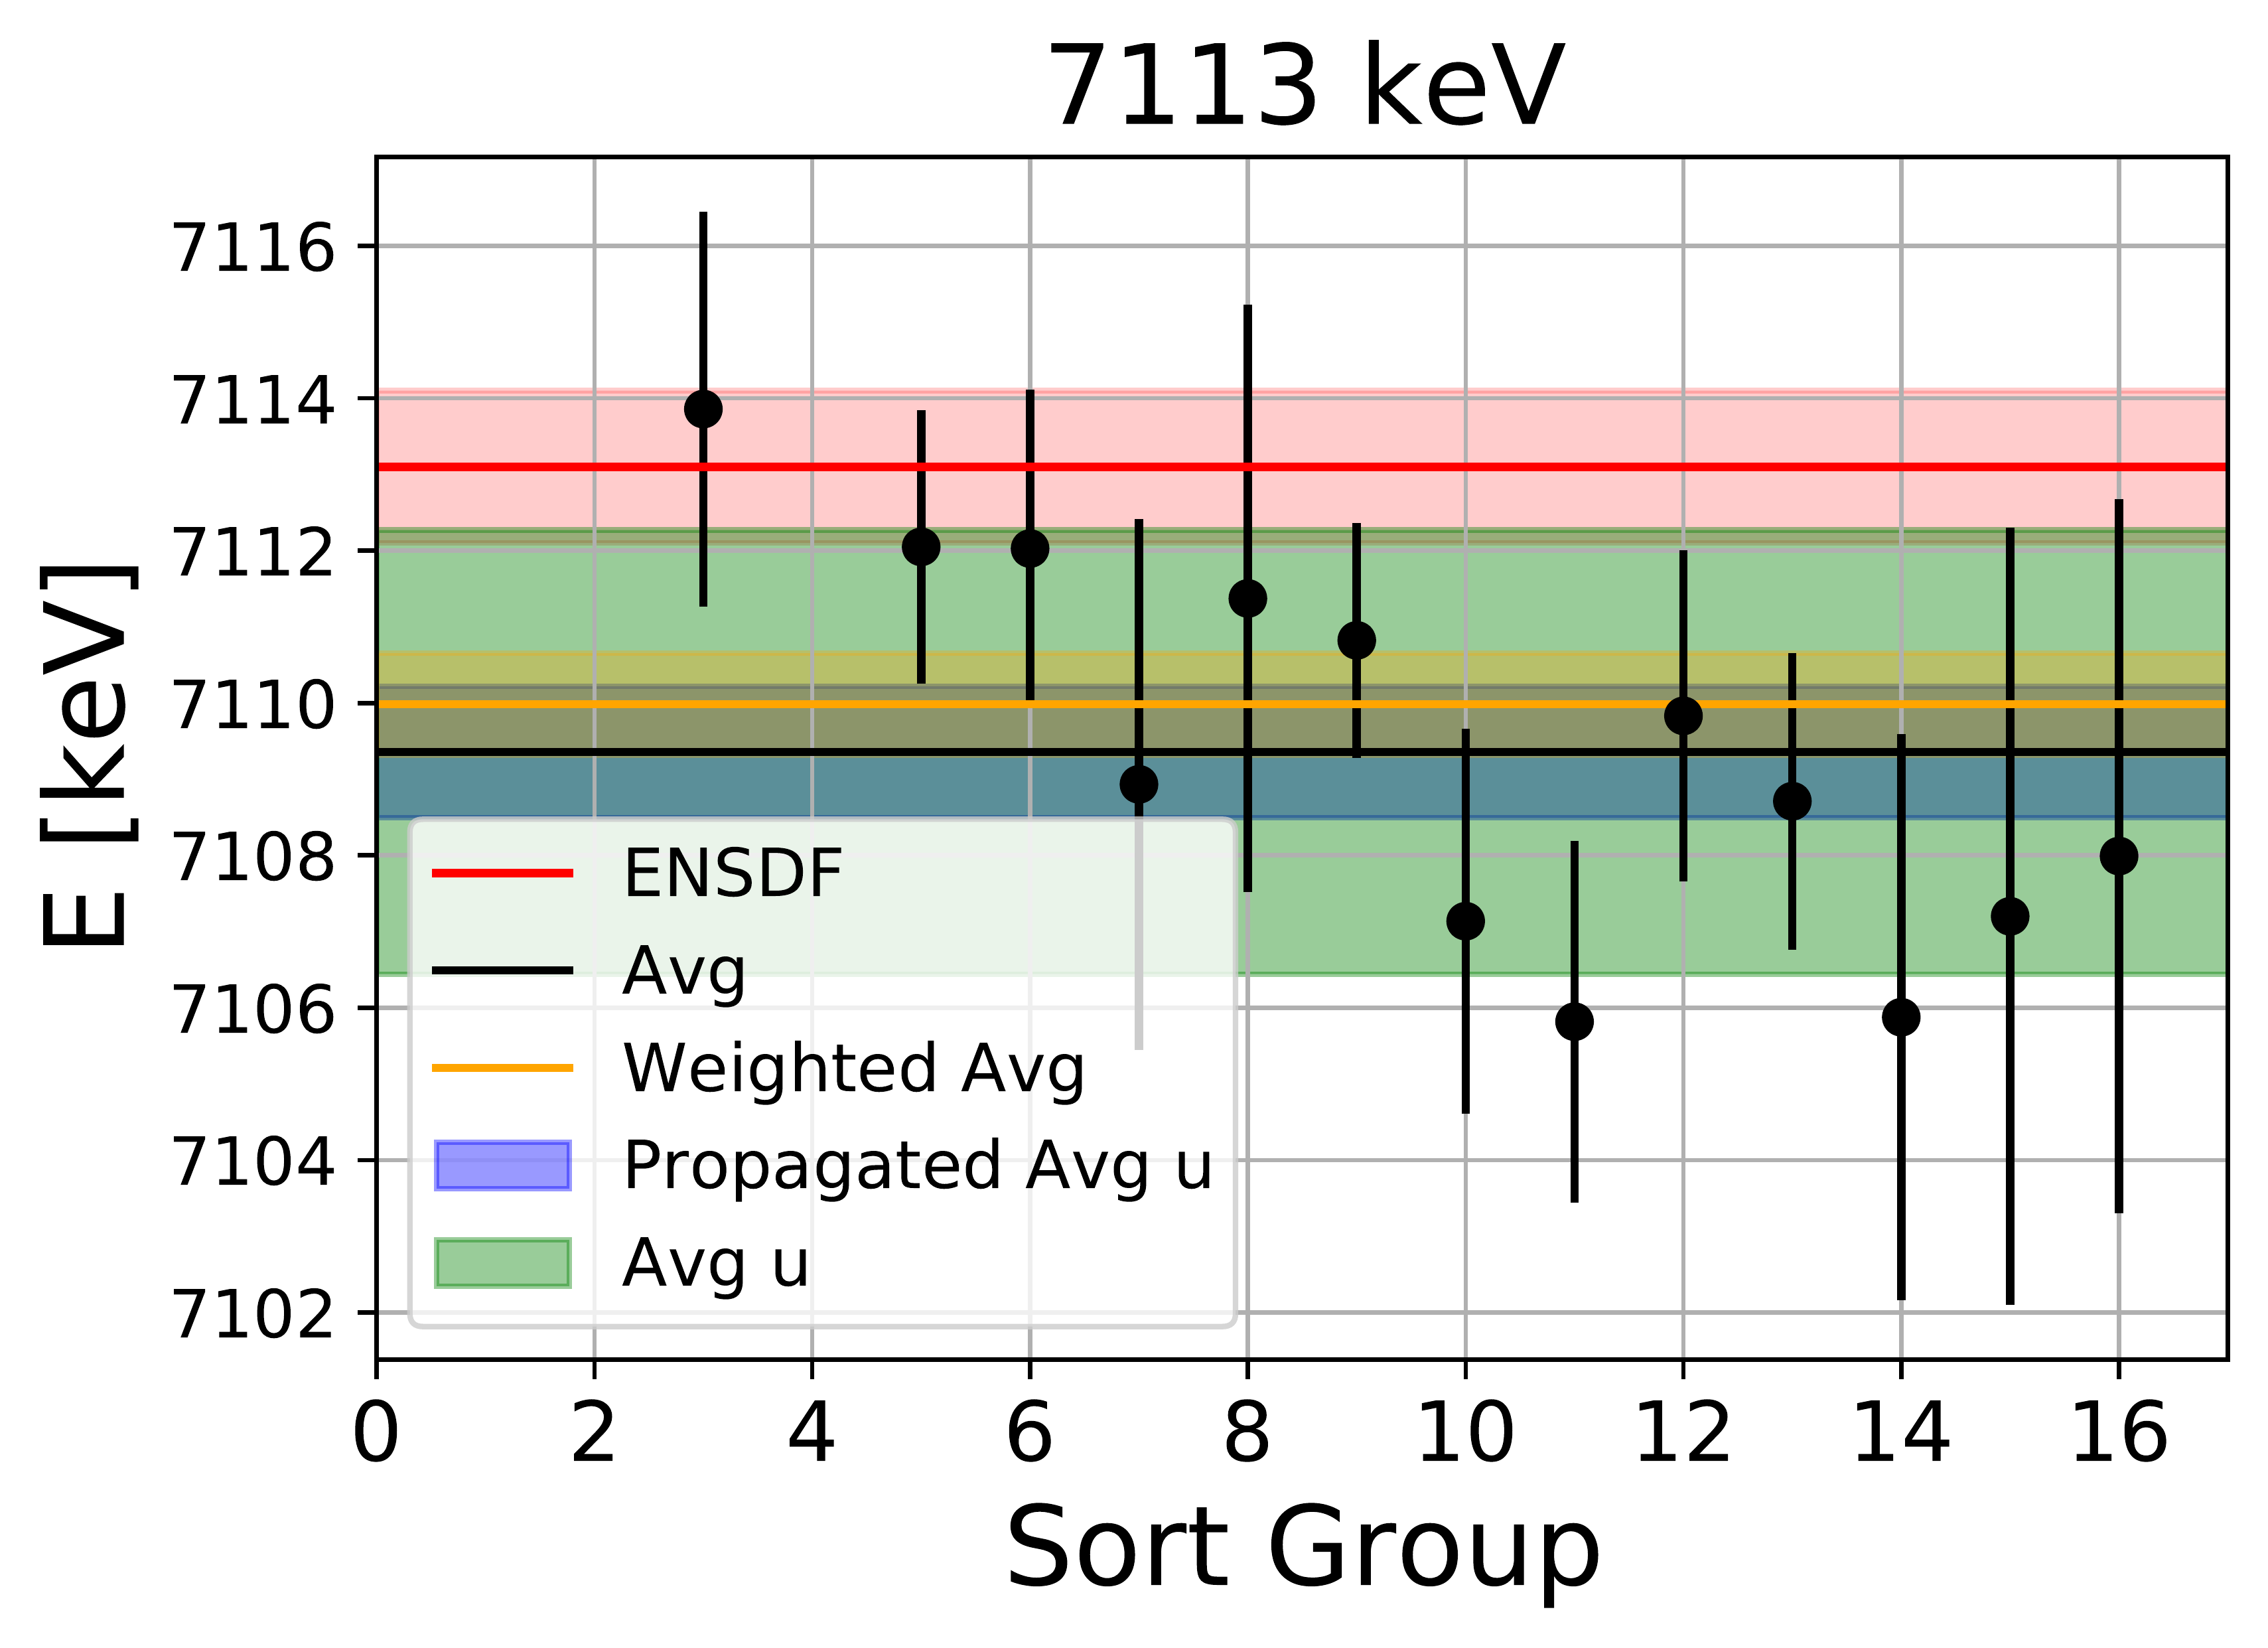 7113 keV
E [keV]
7116
7114
7112
7110
7108
7106
7104
7102
ENSDF
Avg
Weighted Avg
Propagated Avg u
Avg u
0 2 4 6 8 10 12 14 16
Sort Group